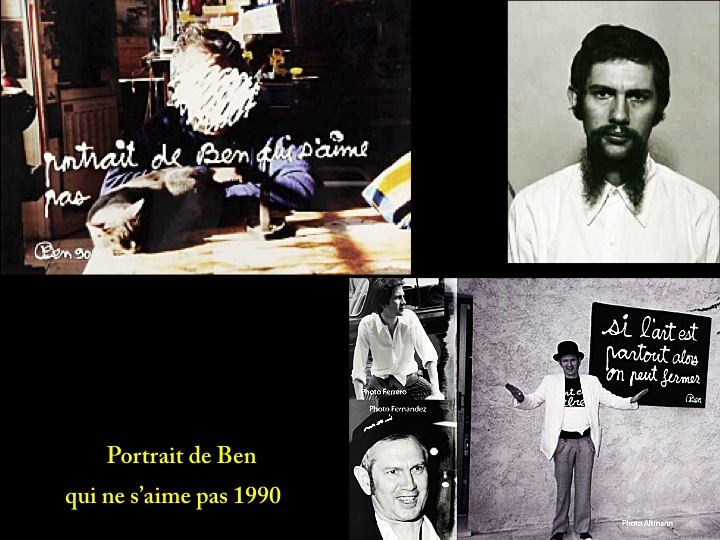 portrait de Ben qui s'aime
pas
Ben 90
si l'art est
partout alors
on peut fermer
Ben
Photo Ferrero
Photo Fernandez
Portrait de Ben
qui ne s'aime pas 1990
Photo Altmann